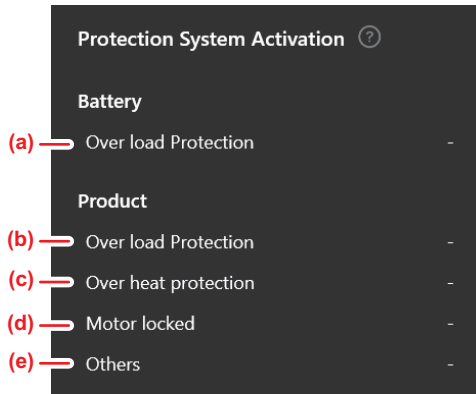 Protection System Activation ?
Battery
(a) Over load Protection -
Product
(b) Over load Protection -
(c) Over heat protection -
(d) Motor locked -
(e) Others -